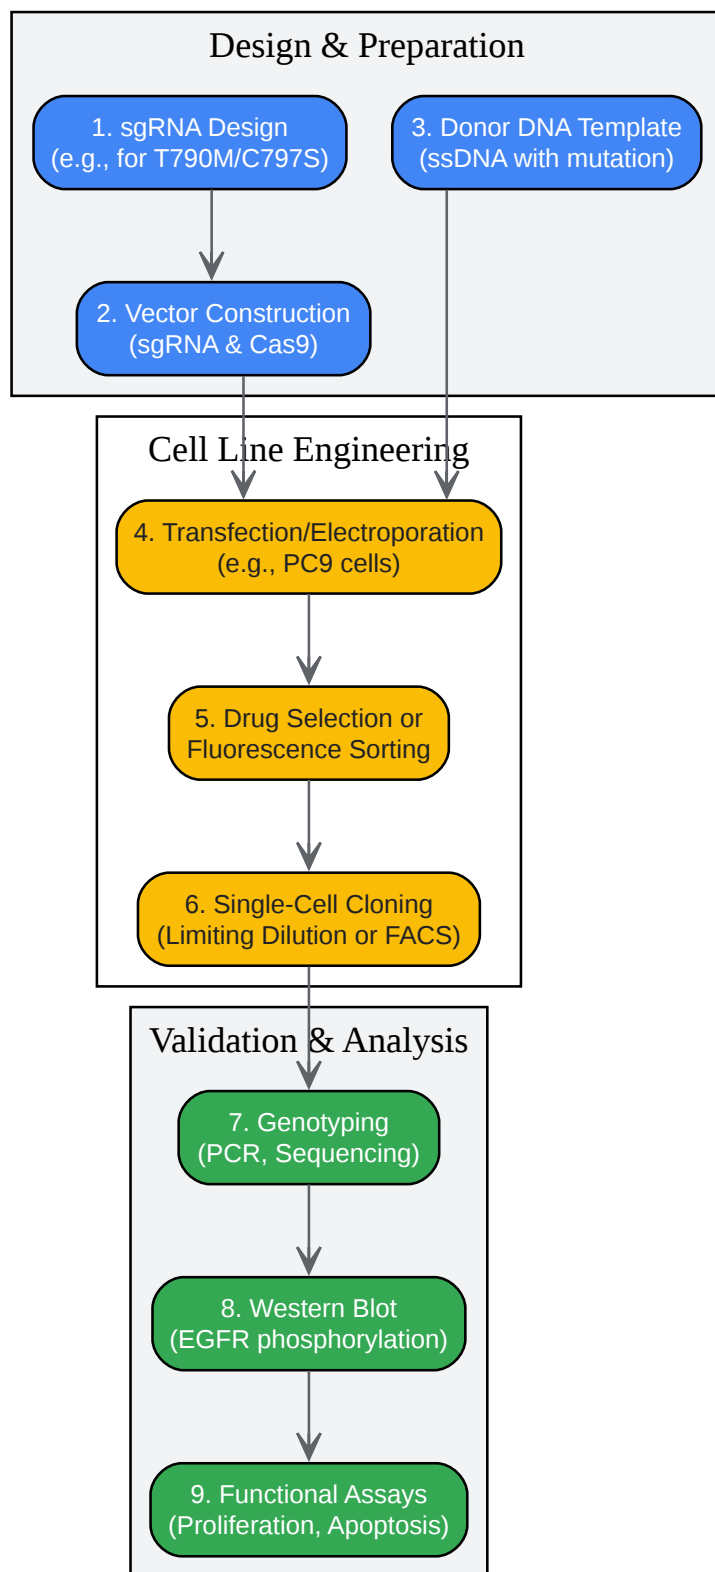 Design & Preparation
1. sgRNA Design
(e.g., for T790M/C797S)
3. Donor DNA Template
(ssDNA with mutation)
2. Vector Construction
(sgRNA & Cas9)
Cell Line Engineering
4. Transfection/Electroporation
(e.g., PC9 cells)
5. Drug Selection or
Fluorescence Sorting
6. Single-Cell Cloning
(Limiting Dilution or FACS)
Validation & Analysis
7. Genotyping
(PCR, Sequencing)
8. Western Blot
(EGFR phosphorylation)
9. Functional Assays
(Proliferation, Apoptosis)